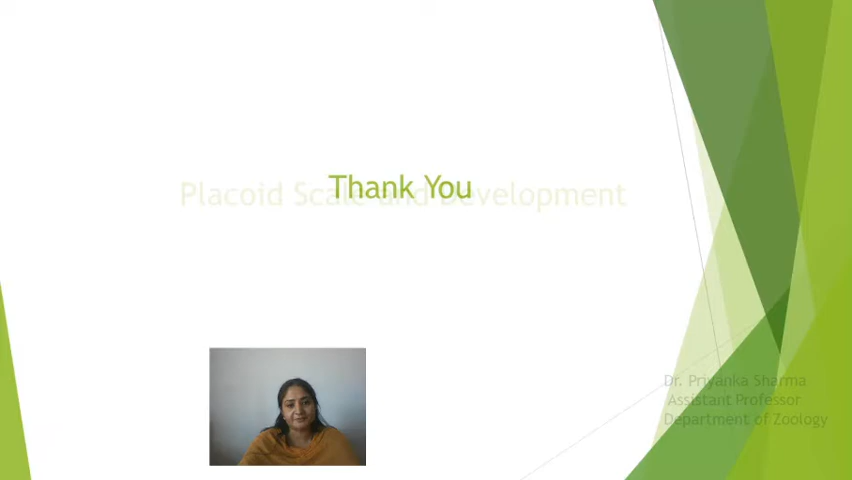 Thank You
Placoid Scale and Development
Dr. Priyanka Sharma
Assistant Professor
Department of Zoology